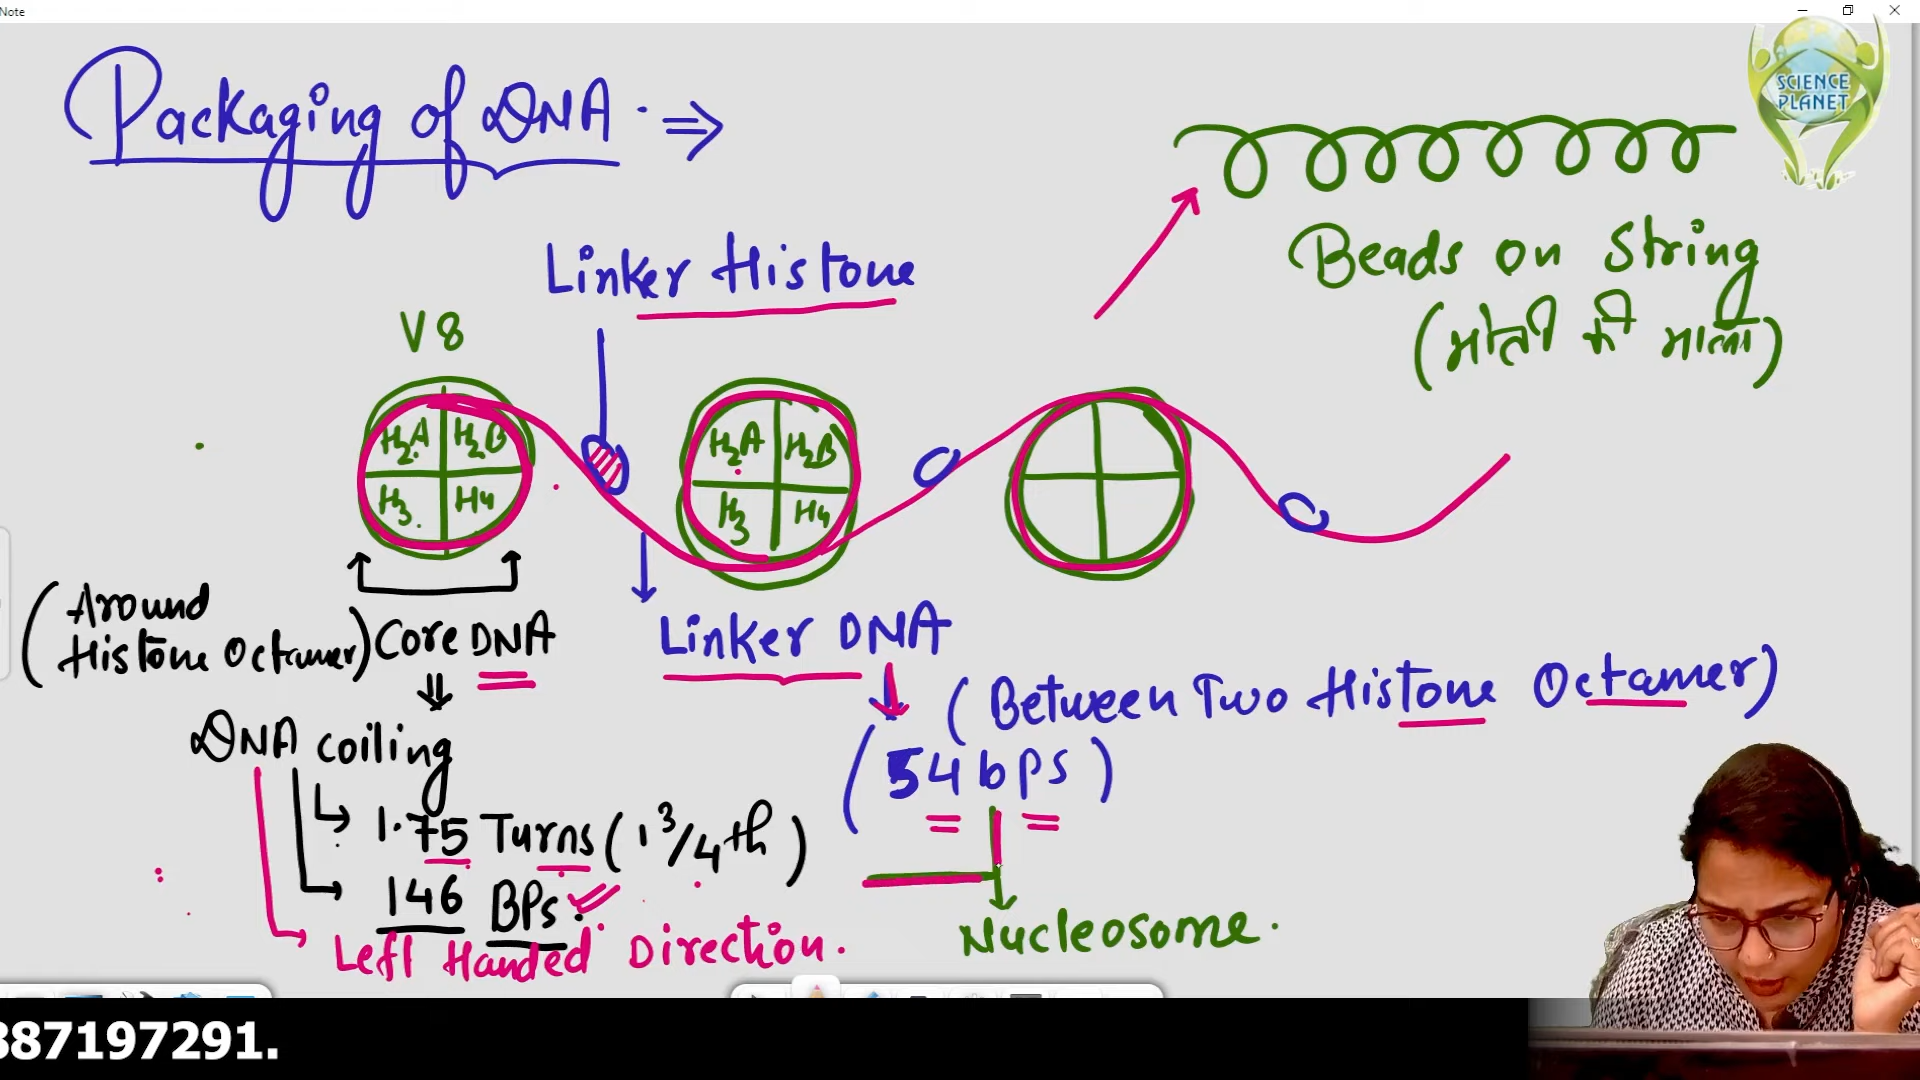 Note
Packaging of DNA ⇒
SCIENCE
PLANET
Beads on String
Linker Histone
V8
H2A H2B
H3 H4
H2A H2B
H3 H4
(Around
Histone Octamer)
Core DNA
Linker DNA
(Between Two Histone Octamer)
(54 bps)
DNA coiling
1.75 Turns (1 3/4th)
146 BPs.
Left Handed Direction.
Nucleosome.
887197291.